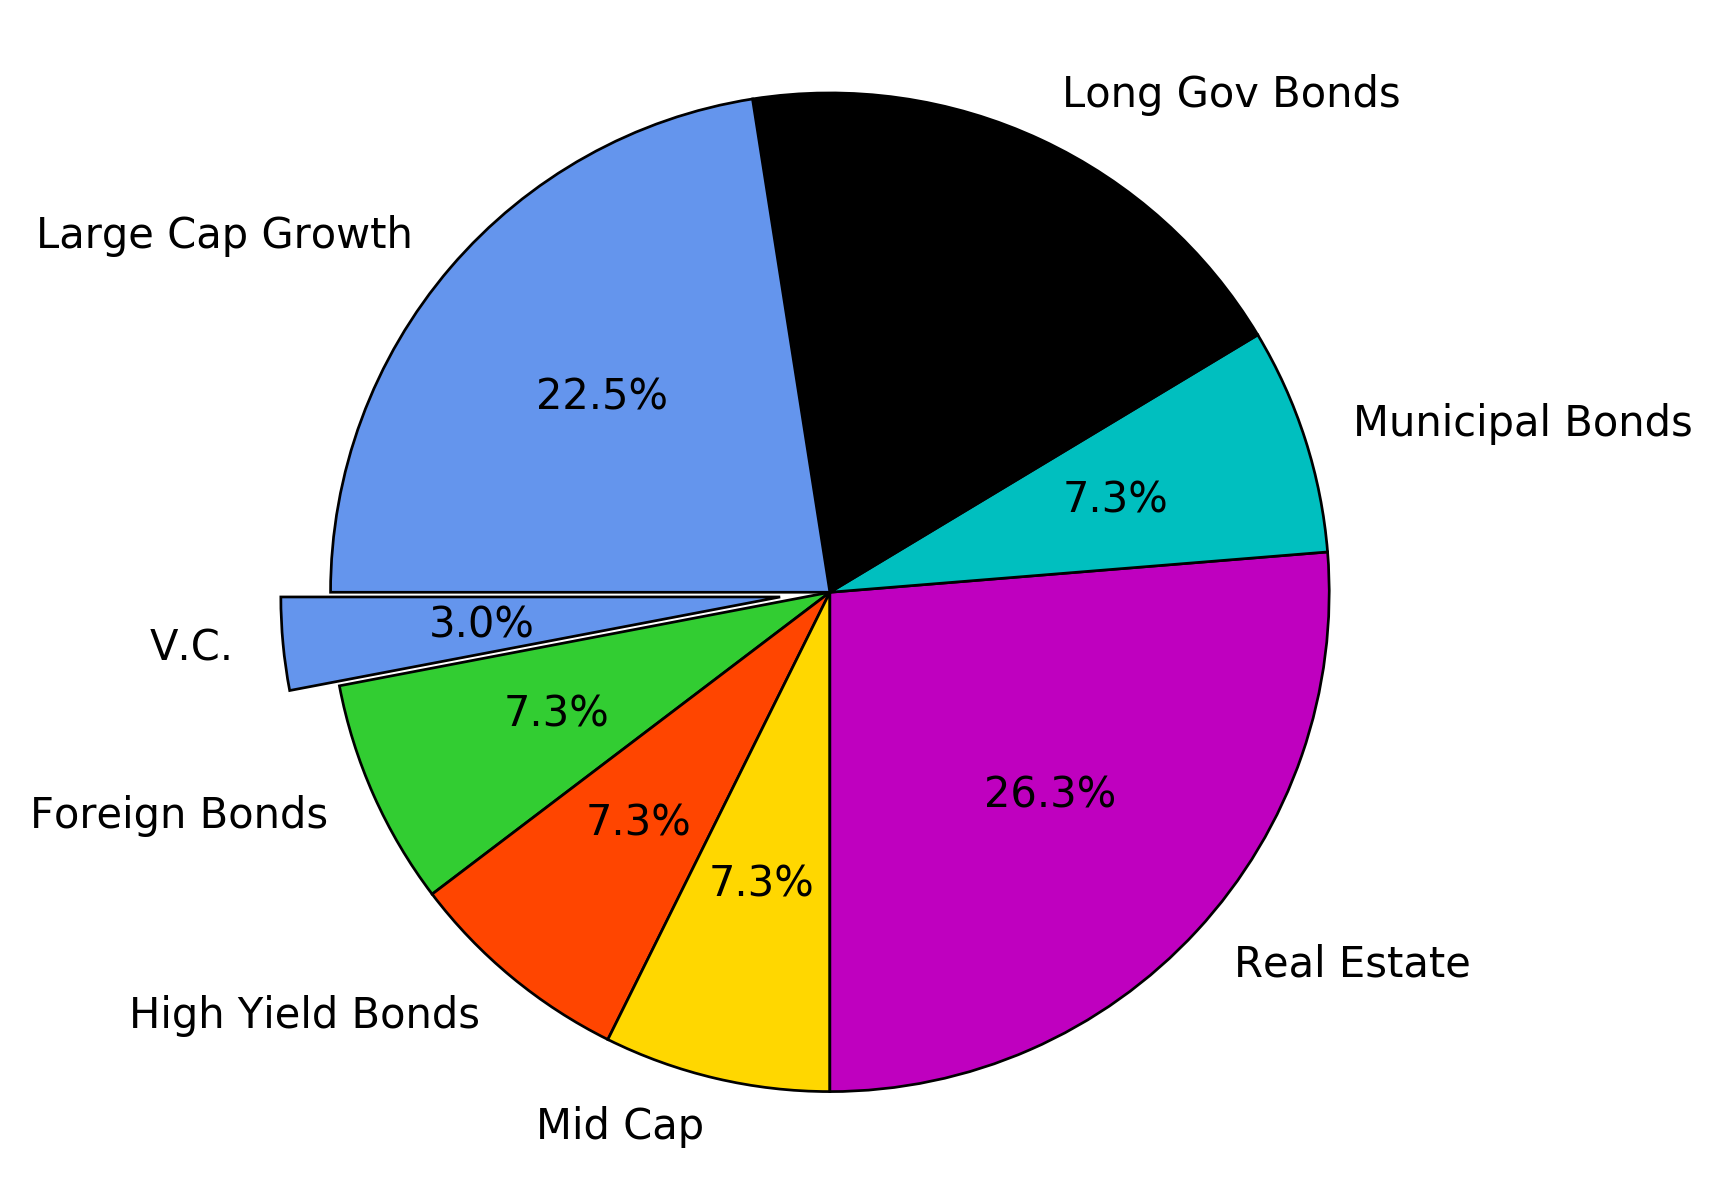 Long Gov Bonds
Large Cap Growth
22.5%
Municipal Bonds
7.3%
3.0%
V.C.
7.3%
Foreign Bonds
7.3%
26.3%
7.3%
Real Estate
High Yield Bonds
Mid Cap